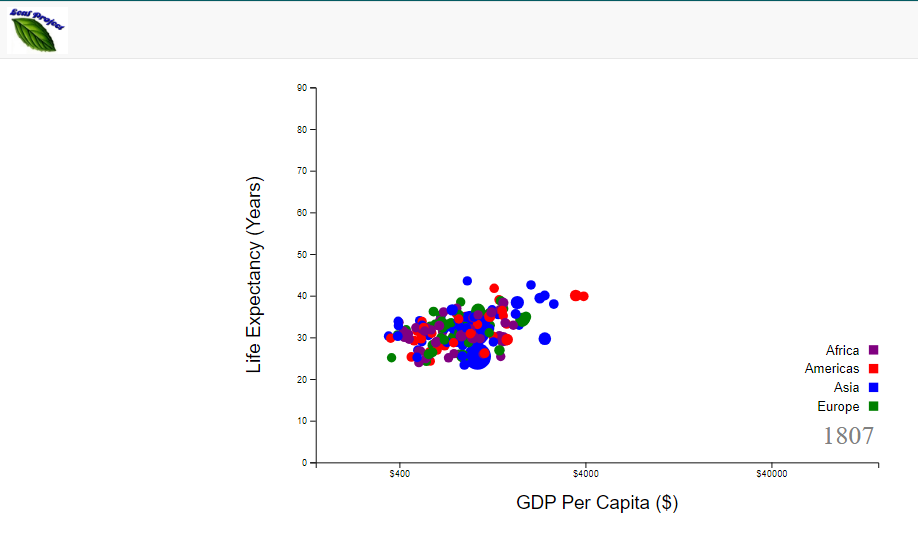 Leaf Project
90
80
70
60
50
40
30
20
10
0
Life Expectancy (Years)
$400
$4000
$40000
GDP Per Capita ($)
Africa
Americas
Asia
Europe
1807